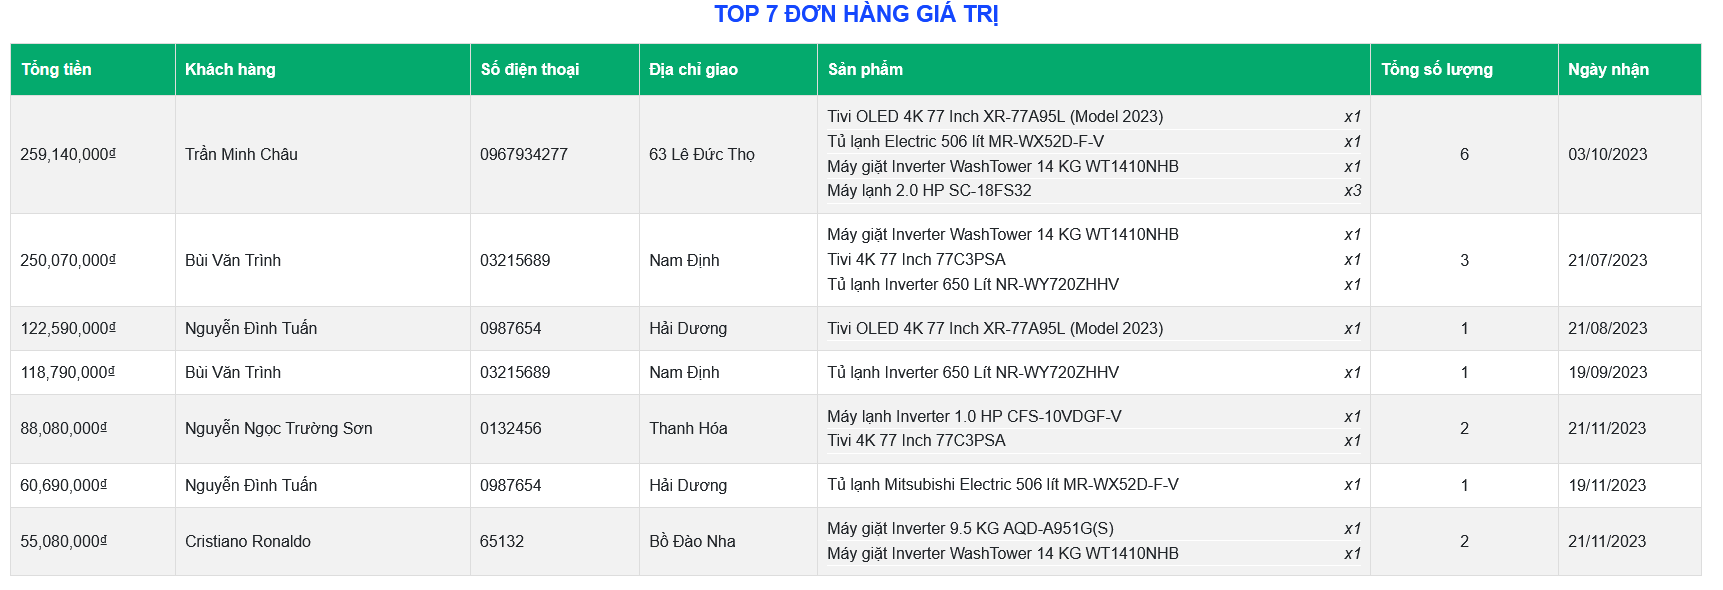 TOP 7 ĐƠN HÀNG GIÁ TRỊ
Tổng tiền Khách hàng Số điện thoại Địa chỉ giao Sản phẩm Tổng số lượng Ngày nhận
259,140,000₫ Trần Minh Châu 0967934277 63 Lê Đức Thọ
Tivi OLED 4K 77 Inch XR-77A95L (Model 2023) x1
Tủ lạnh Electric 506 lít MR-WX52D-F-V x1
Máy giặt Inverter WashTower 14 KG WT1410NHB x1
Máy lạnh 2.0 HP SC-18FS32 x3
6 03/10/2023
250,070,000₫ Bùi Văn Trình 03215689 Nam Định
Máy giặt Inverter WashTower 14 KG WT1410NHB x1
Tivi 4K 77 Inch 77C3PSA x1
Tủ lạnh Inverter 650 Lít NR-WY720ZHHV x1
3 21/07/2023
122,590,000₫ Nguyễn Đình Tuấn 0987654 Hải Dương Tivi OLED 4K 77 Inch XR-77A95L (Model 2023) x1 1 21/08/2023
118,790,000₫ Bùi Văn Trình 03215689 Nam Định Tủ lạnh Inverter 650 Lít NR-WY720ZHHV x1 1 19/09/2023
88,080,000₫ Nguyễn Ngọc Trường Sơn 0132456 Thanh Hóa
Máy lạnh Inverter 1.0 HP CFS-10VDGF-V x1
Tivi 4K 77 Inch 77C3PSA x1
2 21/11/2023
60,690,000₫ Nguyễn Đình Tuấn 0987654 Hải Dương Tủ lạnh Mitsubishi Electric 506 lít MR-WX52D-F-V x1 1 19/11/2023
55,080,000₫ Cristiano Ronaldo 65132 Bồ Đào Nha
Máy giặt Inverter 9.5 KG AQD-A951G(S) x1
Máy giặt Inverter WashTower 14 KG WT1410NHB x1
2 21/11/2023